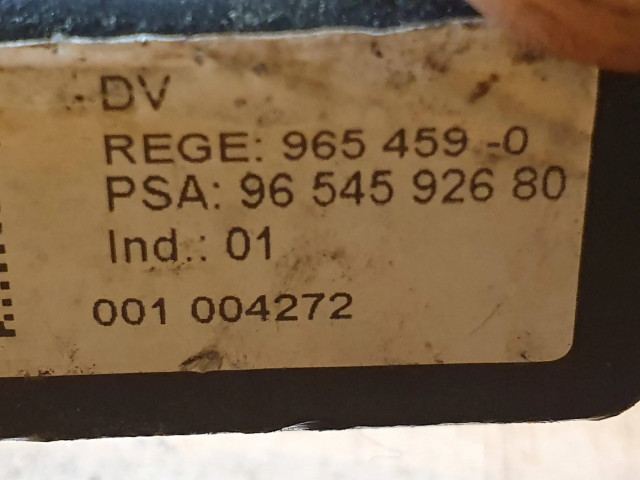 DV
REGE: 965 459 -0
PSA: 96 545 926 80
Ind.: 01
001 004272